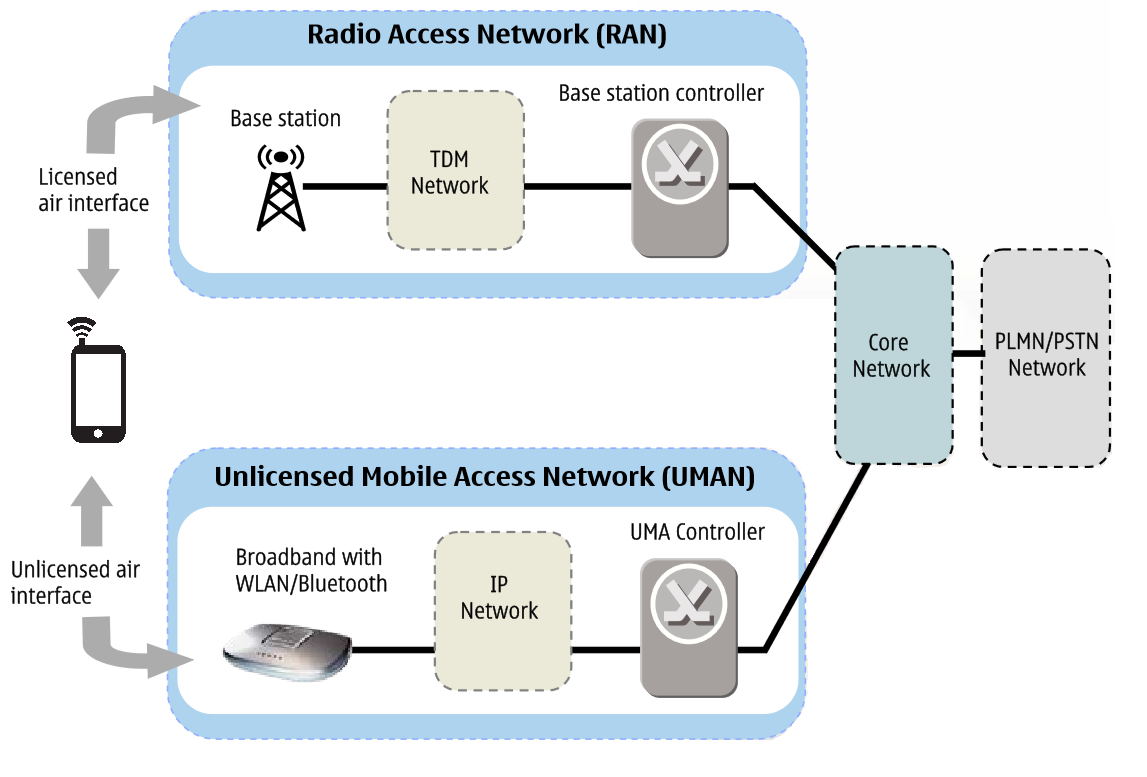 Radio Access Network (RAN)
Base station
TDM
Network
Base station controller
Licensed
air interface
Core
Network
PLMN/PSTN
Network
Unlicensed Mobile Access Network (UMAN)
Unlicensed air
interface
Broadband with
WLAN/Bluetooth
IP
Network
UMA Controller